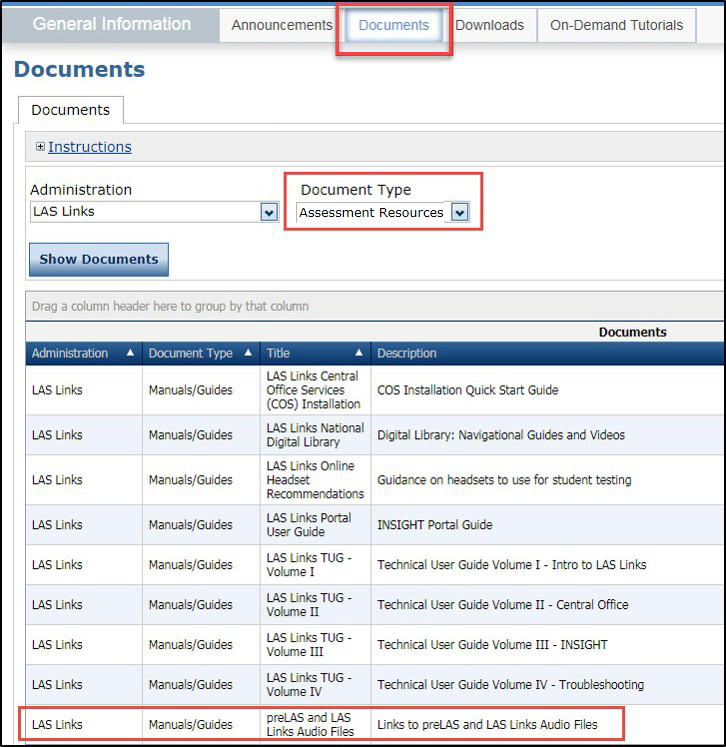 General Information Announcements Documents Downloads On-Demand Tutorials
Documents
Documents
Instructions
Administration Document Type
LAS Links Assessment Resources
Show Documents
Drag a column header here to group by that column
Documents
Administration Document Type Title Description
LAS Links Manuals/Guides LAS Links Central Office Services (COS) Installation COS Installation Quick Start Guide
LAS Links Manuals/Guides LAS Links National Digital Library Digital Library: Navigational Guides and Videos
LAS Links Manuals/Guides LAS Links Online Headset Recommendations Guidance on headsets to use for student testing
LAS Links Manuals/Guides LAS Links Portal User Guide INSIGHT Portal Guide
LAS Links Manuals/Guides LAS Links TUG - Volume I Technical User Guide Volume I - Intro to LAS Links
LAS Links Manuals/Guides LAS Links TUG - Volume II Technical User Guide Volume II - Central Office
LAS Links Manuals/Guides LAS Links TUG - Volume III Technical User Guide Volume III - INSIGHT
LAS Links Manuals/Guides LAS Links TUG - Volume IV Technical User Guide Volume IV - Troubleshooting
LAS Links Manuals/Guides preLAS and LAS Links Audio Files Links to preLAS and LAS Links Audio Files